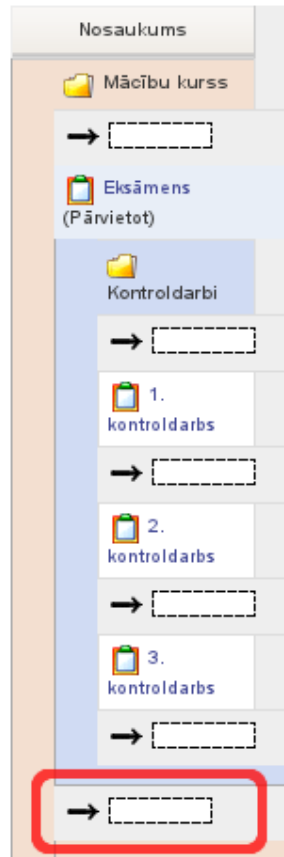 Nosaukums
Mācību kurss
Eksāmens
(Pārvietot)
Kontroldarbi
1.
kontroldarbs
2.
kontroldarbs
3.
kontroldarbs